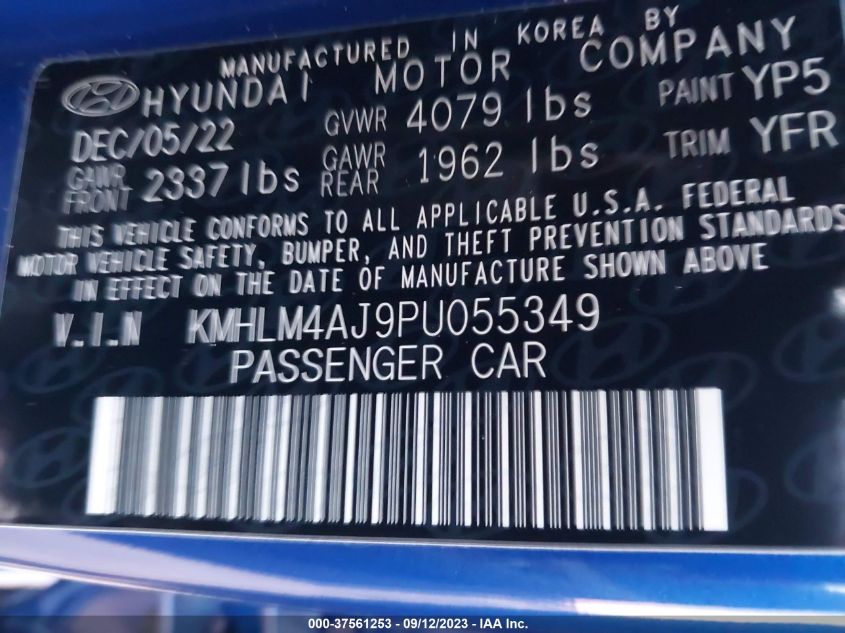 MANUFACTURED IN KOREA BY
HYUNDAI MOTOR COMPANY
DEC/05/22 GVWR 4079 lbs PAINT YP5
GAWR FRONT 2337 lbs GAWR REAR 1962 lbs TRIM YFR
THIS VEHICLE CONFORMS TO ALL APPLICABLE U.S.A. FEDERAL
MOTOR VEHICLE SAFETY, BUMPER, AND THEFT PREVENTION STANDARDS
IN EFFECT ON THE DATE OF MANUFACTURE SHOWN ABOVE
V.I.N KMHLM4AJ9PU055349
PASSENGER CAR
000-37561253 - 09/12/2023 - IAA Inc.